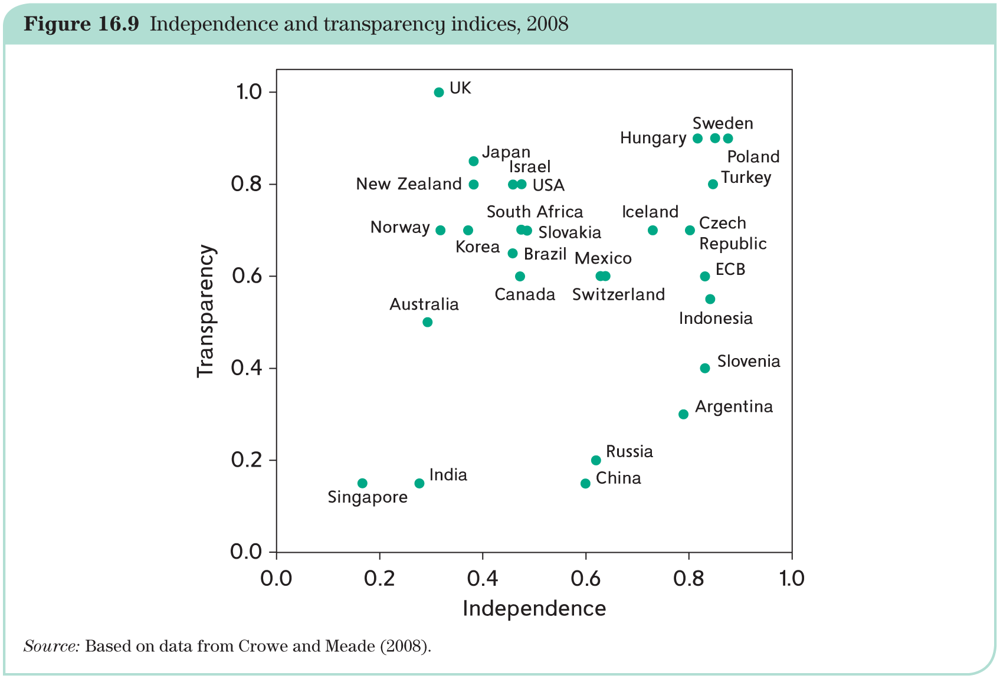 Figure 16.9 Independence and transparency indices, 2008
1.0
UK
Sweden
Hungary
Japan
Poland
Israel
Turkey
0.8
New Zealand
USA
South Africa
Iceland
Norway
Slovakia
Czech
Republic
Korea
Brazil
Mexico
0.6
ECB
Canada
Switzerland
Australia
Indonesia
Transparency
0.4
Slovenia
Argentina
0.2
Russia
India
China
Singapore
0.0
0.0 0.2 0.4 0.6 0.8 1.0
Independence
Source: Based on data from Crowe and Meade (2008).